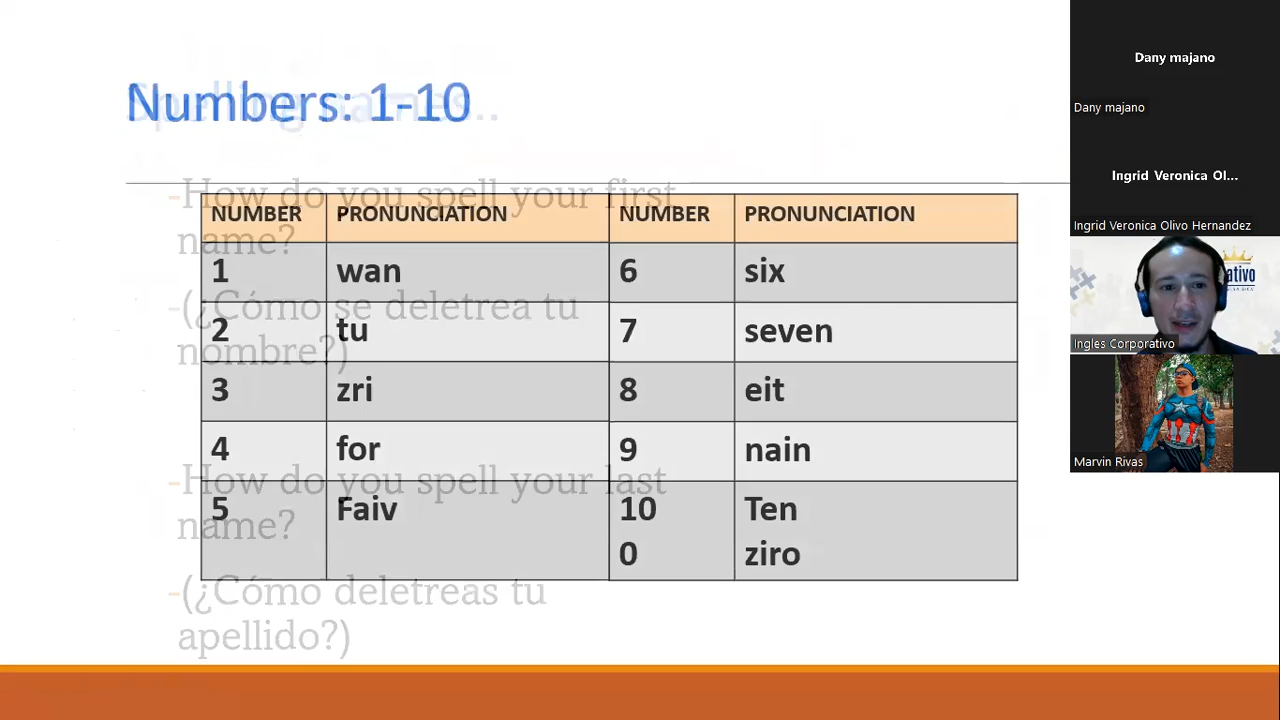 Numbers: 1-10
Spelling names..
-How do you spell your first
name?
-(¿Cómo se deletrea tu
nombre?)
-How do you spell your last
name?
-(¿Cómo deletreas tu
apellido?)
NUMBER PRONUNCIATION NUMBER PRONUNCIATION
1 wan 6 six
2 tu 7 seven
3 zri 8 eit
4 for 9 nain
5 Faiv 10 Ten
0 ziro
Dany majano
Dany majano
Ingrid Veronica Ol...
Ingrid Veronica Olivo Hernandez
ativo
Ingles Corporativo
Marvin Rivas